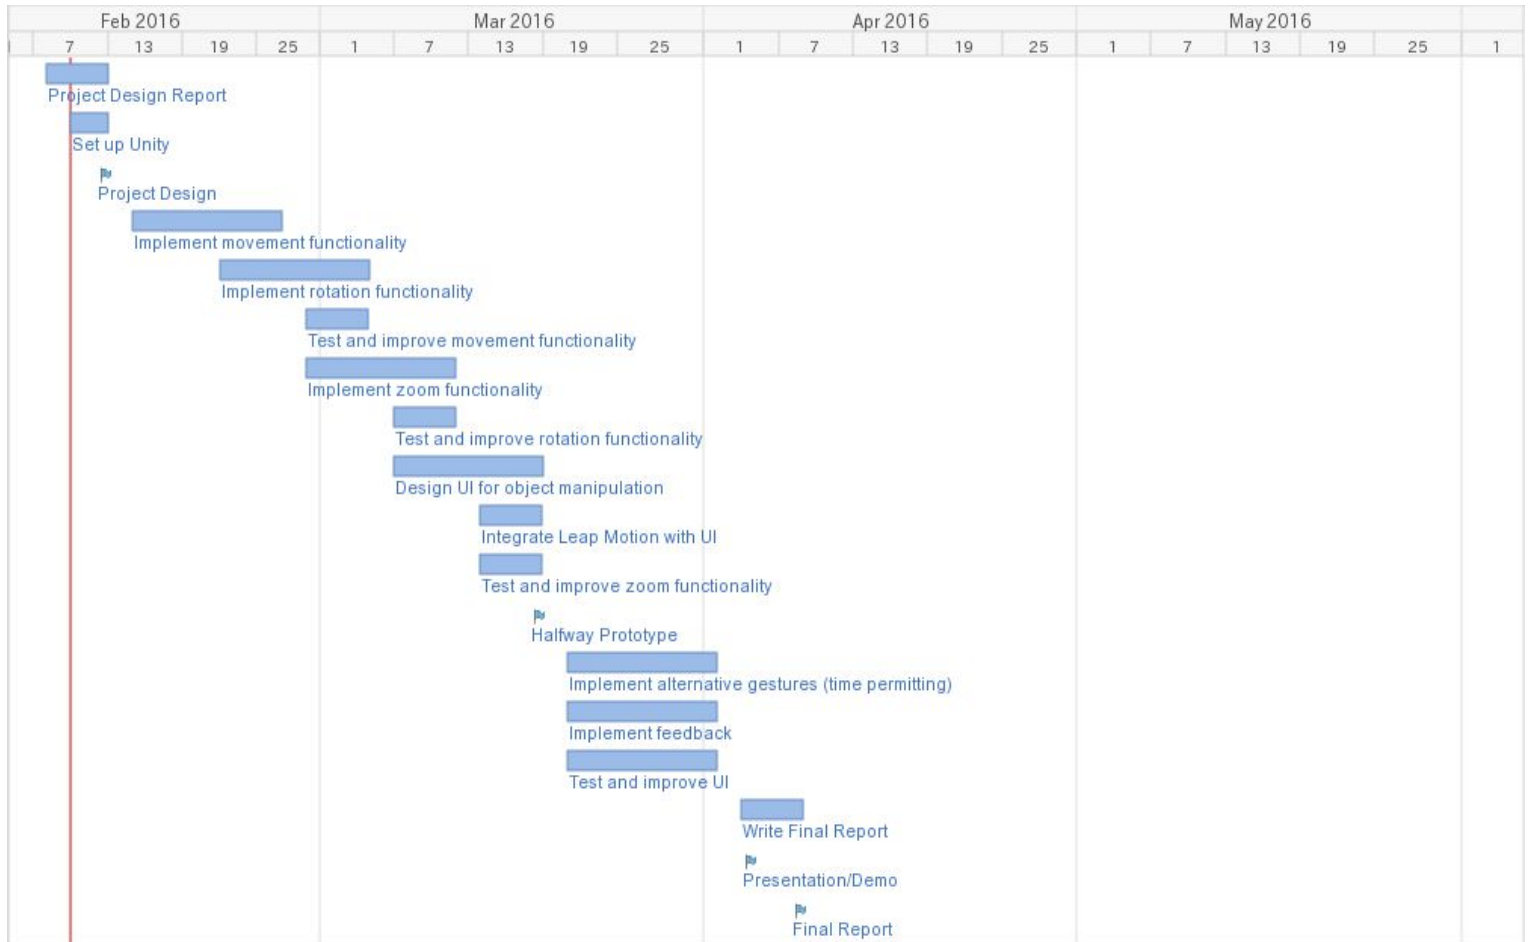 Feb 2016 Mar 2016 Apr 2016 May 2016
7 13 19 25 1 7 13 19 25 1 7 13 19 25 1 7 13 19 25 1
Project Design Report
Set up Unity
Project Design
Implement movement functionality
Implement rotation functionality
Test and improve movement functionality
Implement zoom functionality
Test and improve rotation functionality
Design UI for object manipulation
Integrate Leap Motion with UI
Test and improve zoom functionality
Halfway Prototype
Implement alternative gestures (time permitting)
Implement feedback
Test and improve UI
Write Final Report
Presentation/Demo
Final Report